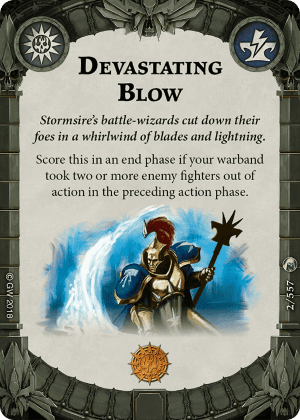 DEVASTATING
BLOW
Stormsire's battle-wizards cut down their
foes in a whirlwind of blades and lightning.
Score this in an end phase if your warband
took two or more enemy fighters out of
action in the preceding action phase.
© GW 2018
2/557